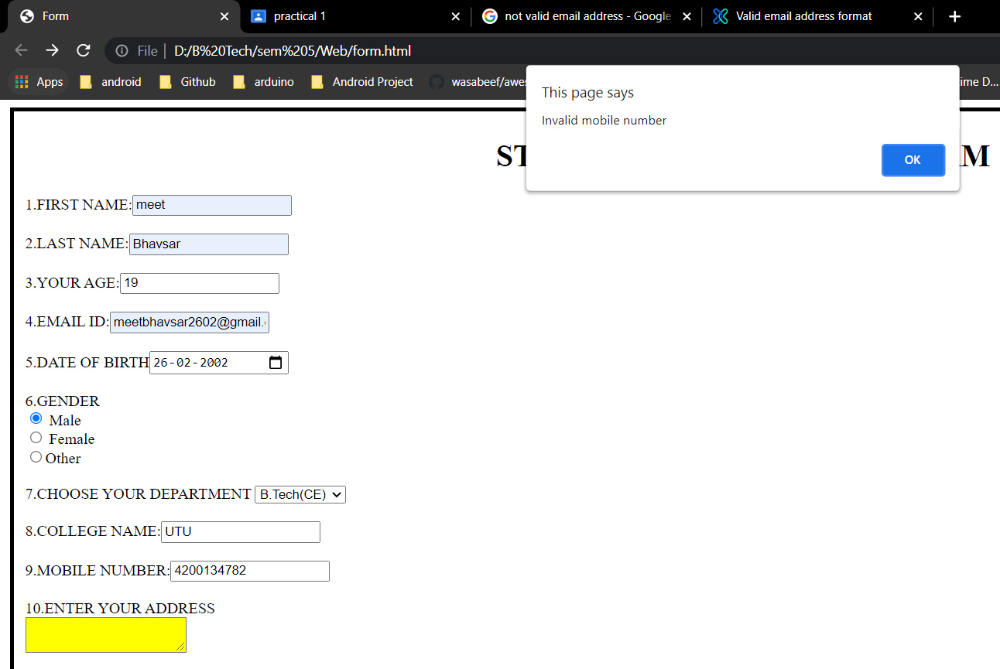 Form
practical 1
not valid email address - Google
Valid email address format
File | D:/B%20Tech/sem%205/Web/form.html
Apps android Github arduino Android Project wasabeef/awes ime D...
This page says
Invalid mobile number
OK
ST M
1.FIRST NAME: meet
2.LAST NAME: Bhavsar
3.YOUR AGE: 19
4.EMAIL ID: meetbhavsar2602@gmail.
5.DATE OF BIRTH 26-02-2002
6.GENDER
Male
Female
Other
7.CHOOSE YOUR DEPARTMENT B.Tech(CE)
8.COLLEGE NAME: UTU
9.MOBILE NUMBER: 4200134782
10.ENTER YOUR ADDRESS